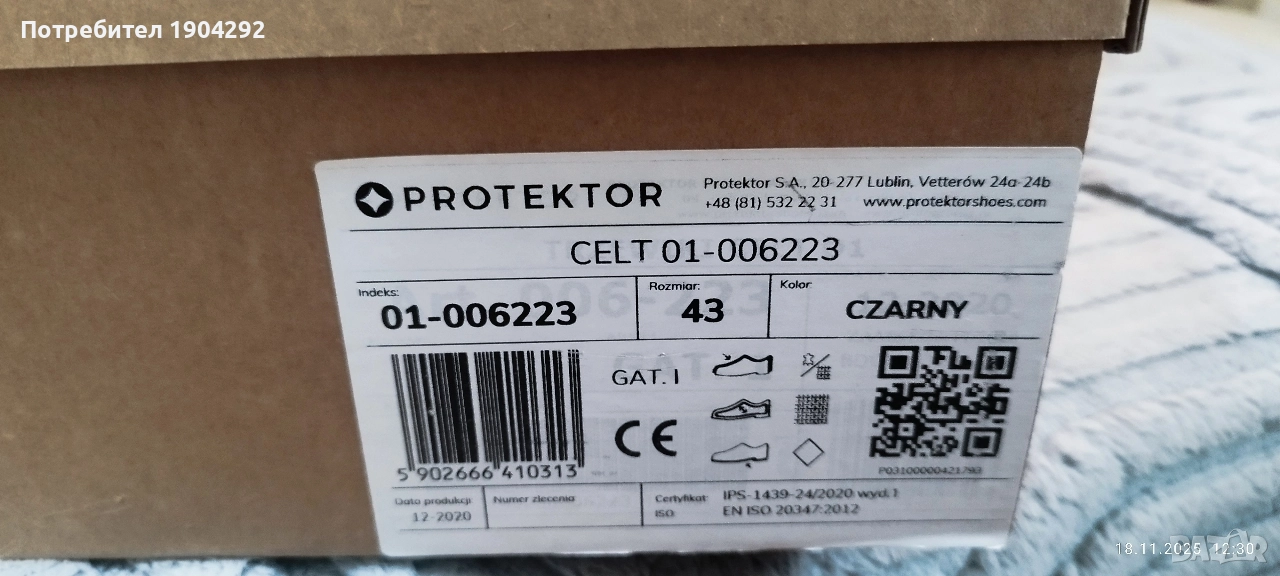 Потребител 1904292
PROTEKTOR
Protektor S.A., 20-277 Lublin, Vetterów 24a-24b
+48 (81) 532 22 31 www.protektorshoes.com
CELT 01-006223
Indeks:
01-006223
Rozmiar:
43
Kolor
CZARNY
GAT. I
CE
5 902666 410313
P03100000421793
Data produkcji
12-2020
Numer zlecenia
Certyfikat IPS-1439-24/2020 wyd.1
ISO EN ISO 20347:2012
18.11.2025 12:30
BAZAR